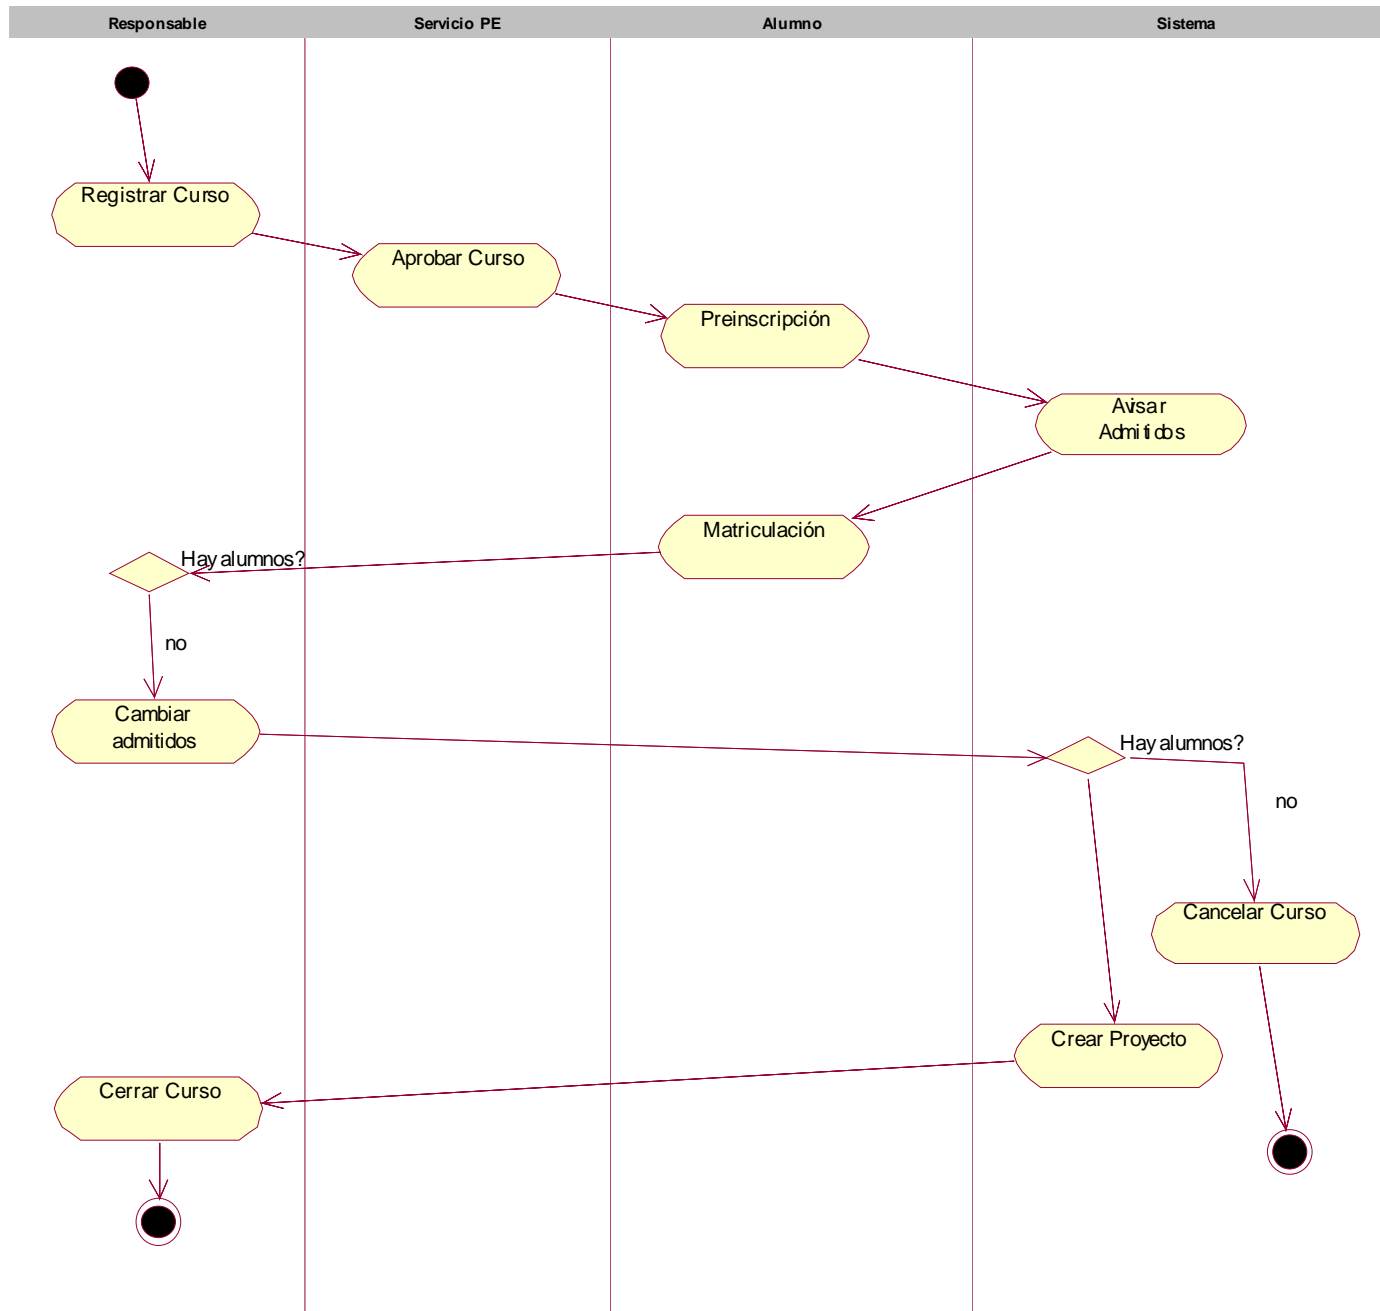 Responsable
Servicio PE
Alumno
Sistema
Registrar Curso
Aprobar Curso
Preinscripción
Avisar
Admitidos
Matriculación
Hay alumnos?
no
Cambiar
admitidos
Hay alumnos?
no
Cancelar Curso
Crear Proyecto
Cerrar Curso